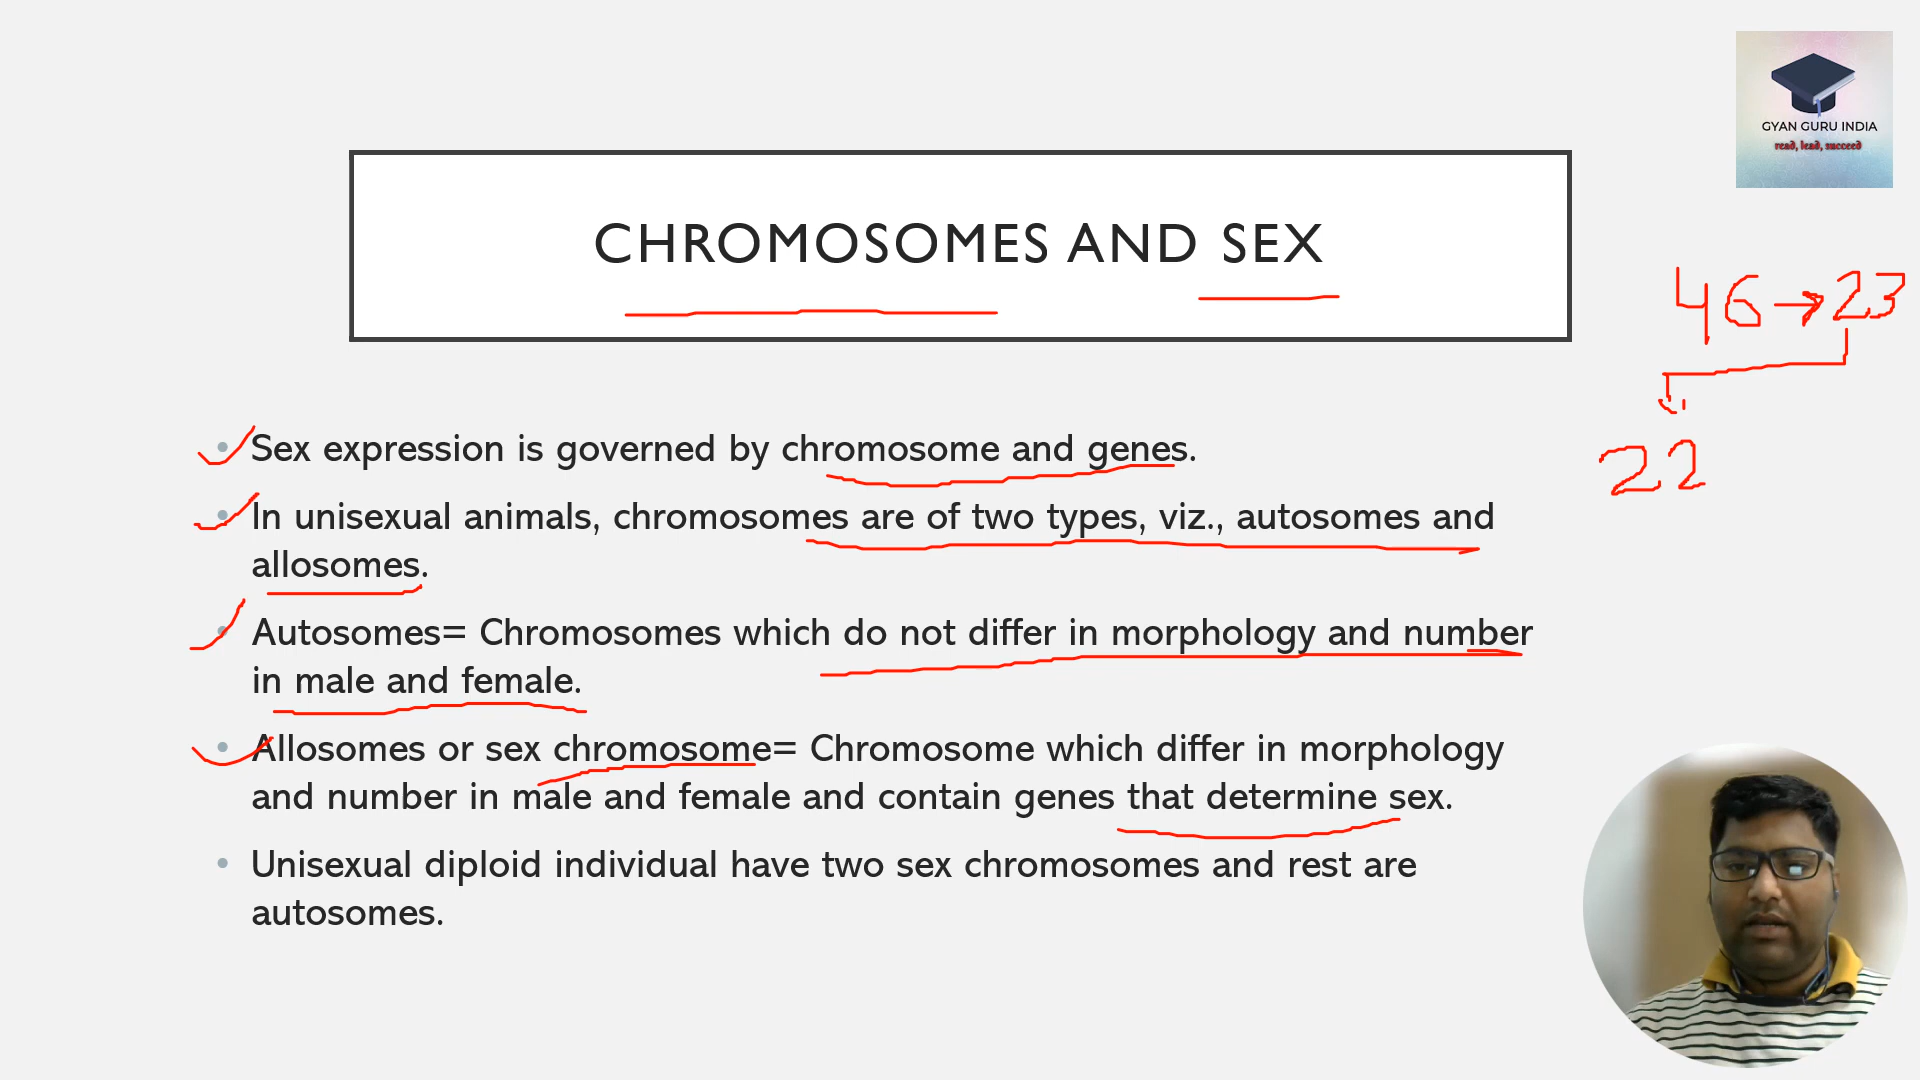 GYAN GURU INDIA
read, lead, succeed
CHROMOSOMES AND SEX
46→23
22
• Sex expression is governed by chromosome and genes.
• In unisexual animals, chromosomes are of two types, viz., autosomes and
allosomes.
• Autosomes= Chromosomes which do not differ in morphology and number
in male and female.
• Allosomes or sex chromosome= Chromosome which differ in morphology
and number in male and female and contain genes that determine sex.
• Unisexual diploid individual have two sex chromosomes and rest are
autosomes.